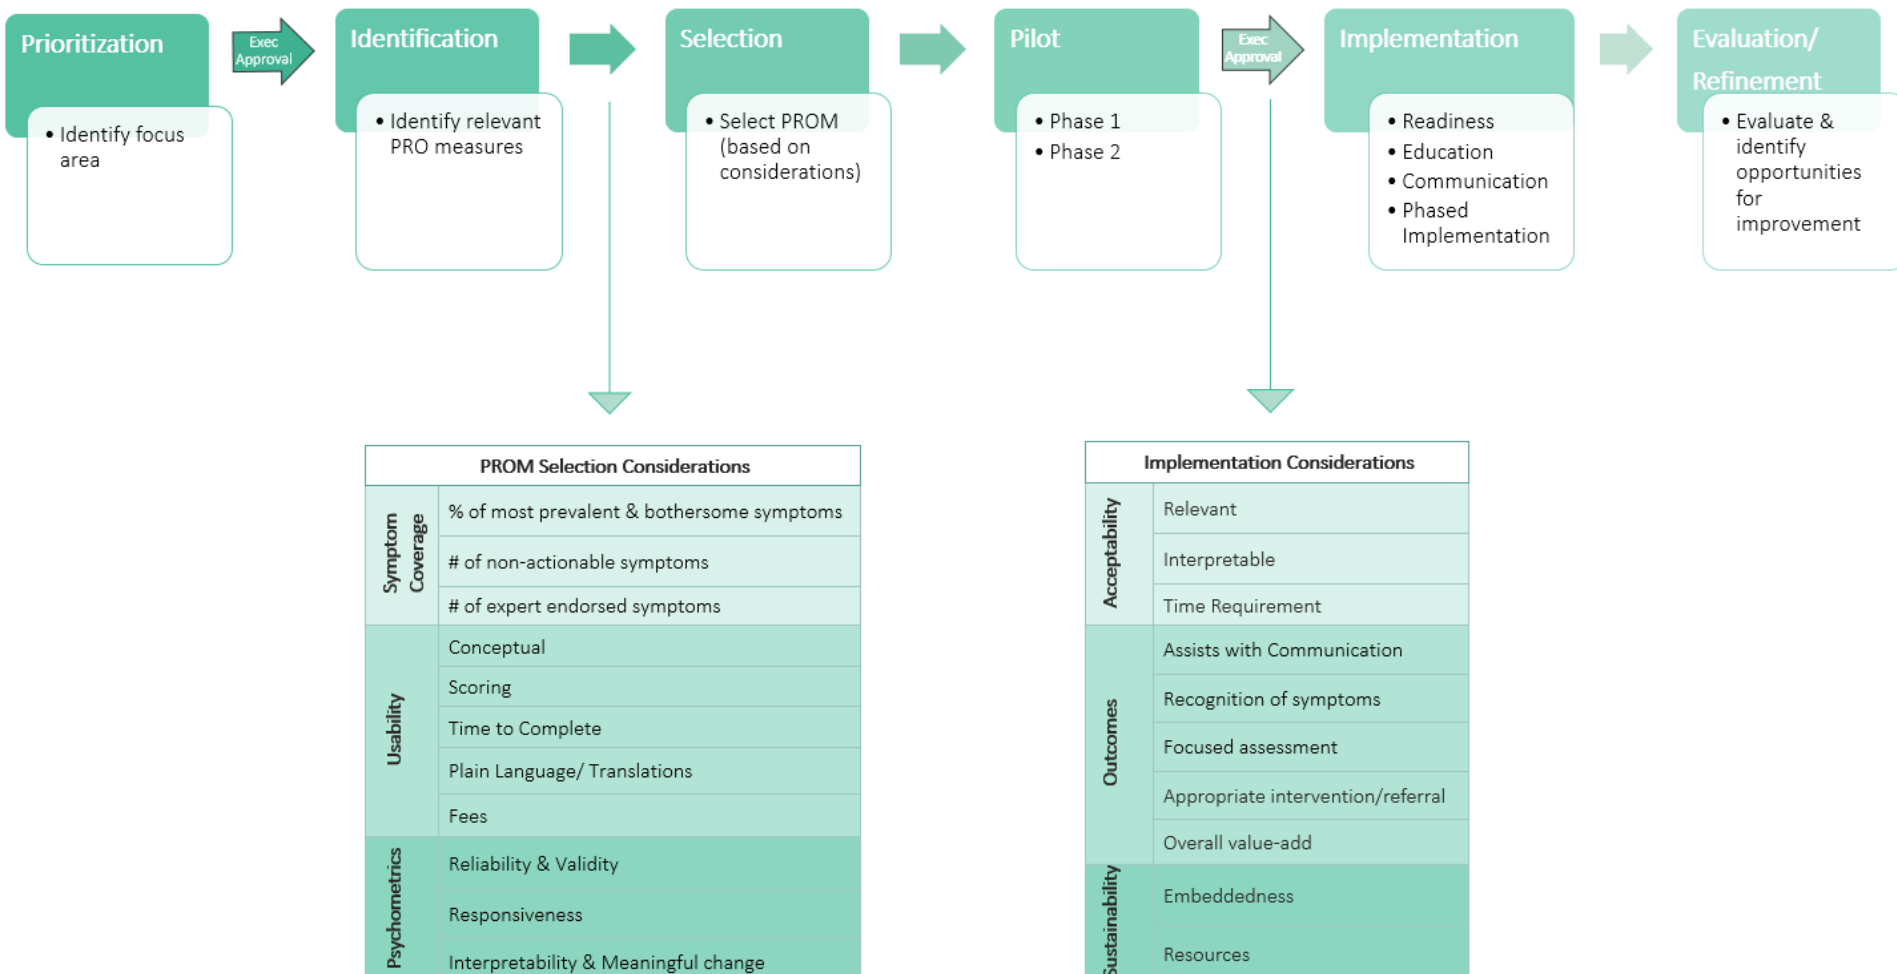 Prioritization
Exec
Approval
Identification
Selection
Pilot
Exec
Approval
Implementation
Evaluation/
Refinement
• Identify focus
area
• Identify relevant
PRO measures
• Select PROM
(based on
considerations)
• Phase 1
• Phase 2
• Readiness
• Education
• Communication
• Phased
Implementation
• Evaluate &
identify
opportunities
for
improvement
PROM Selection Considerations
Symptom
Coverage
% of most prevalent & bothersome symptoms
# of non-actionable symptoms
# of expert endorsed symptoms
Usability
Conceptual
Scoring
Time to Complete
Plain Language/ Translations
Fees
Psychometrics
Reliability & Validity
Responsiveness
Interpretability & Meaningful change
Implementation Considerations
Acceptability
Relevant
Interpretable
Time Requirement
Outcomes
Assists with Communication
Recognition of symptoms
Focused assessment
Appropriate intervention/referral
Overall value-add
Sustainability
Embeddedness
Resources